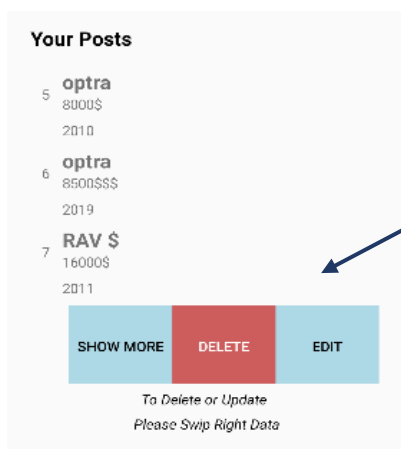 Your Posts
5 optra
8000$
2010
6 optra
8500$$$
2019
7 RAV $
16000$
2011
SHOW MORE DELETE EDIT
To Delete or Update
Please Swip Right Data